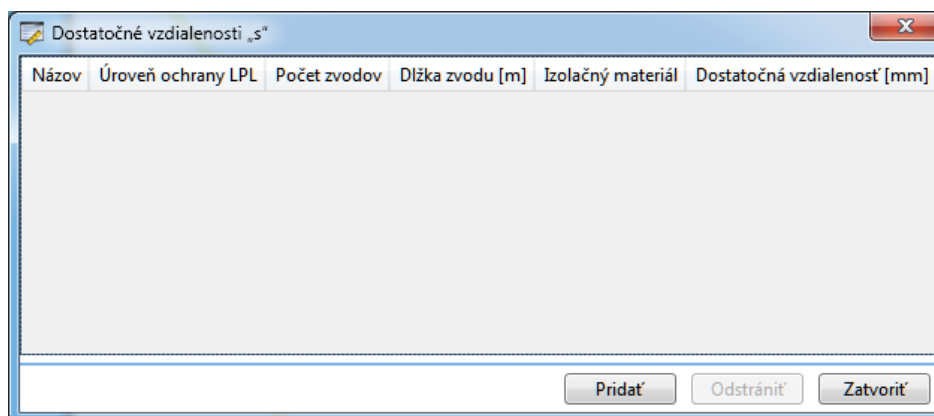 Dostatočné vzdialenosti „s“
Názov Úroveň ochrany LPL Počet zvodov Dĺžka zvodu [m] Izolačný materiál Dostatočná vzdialenosť [mm]
Pridať Odstrániť Zatvoriť